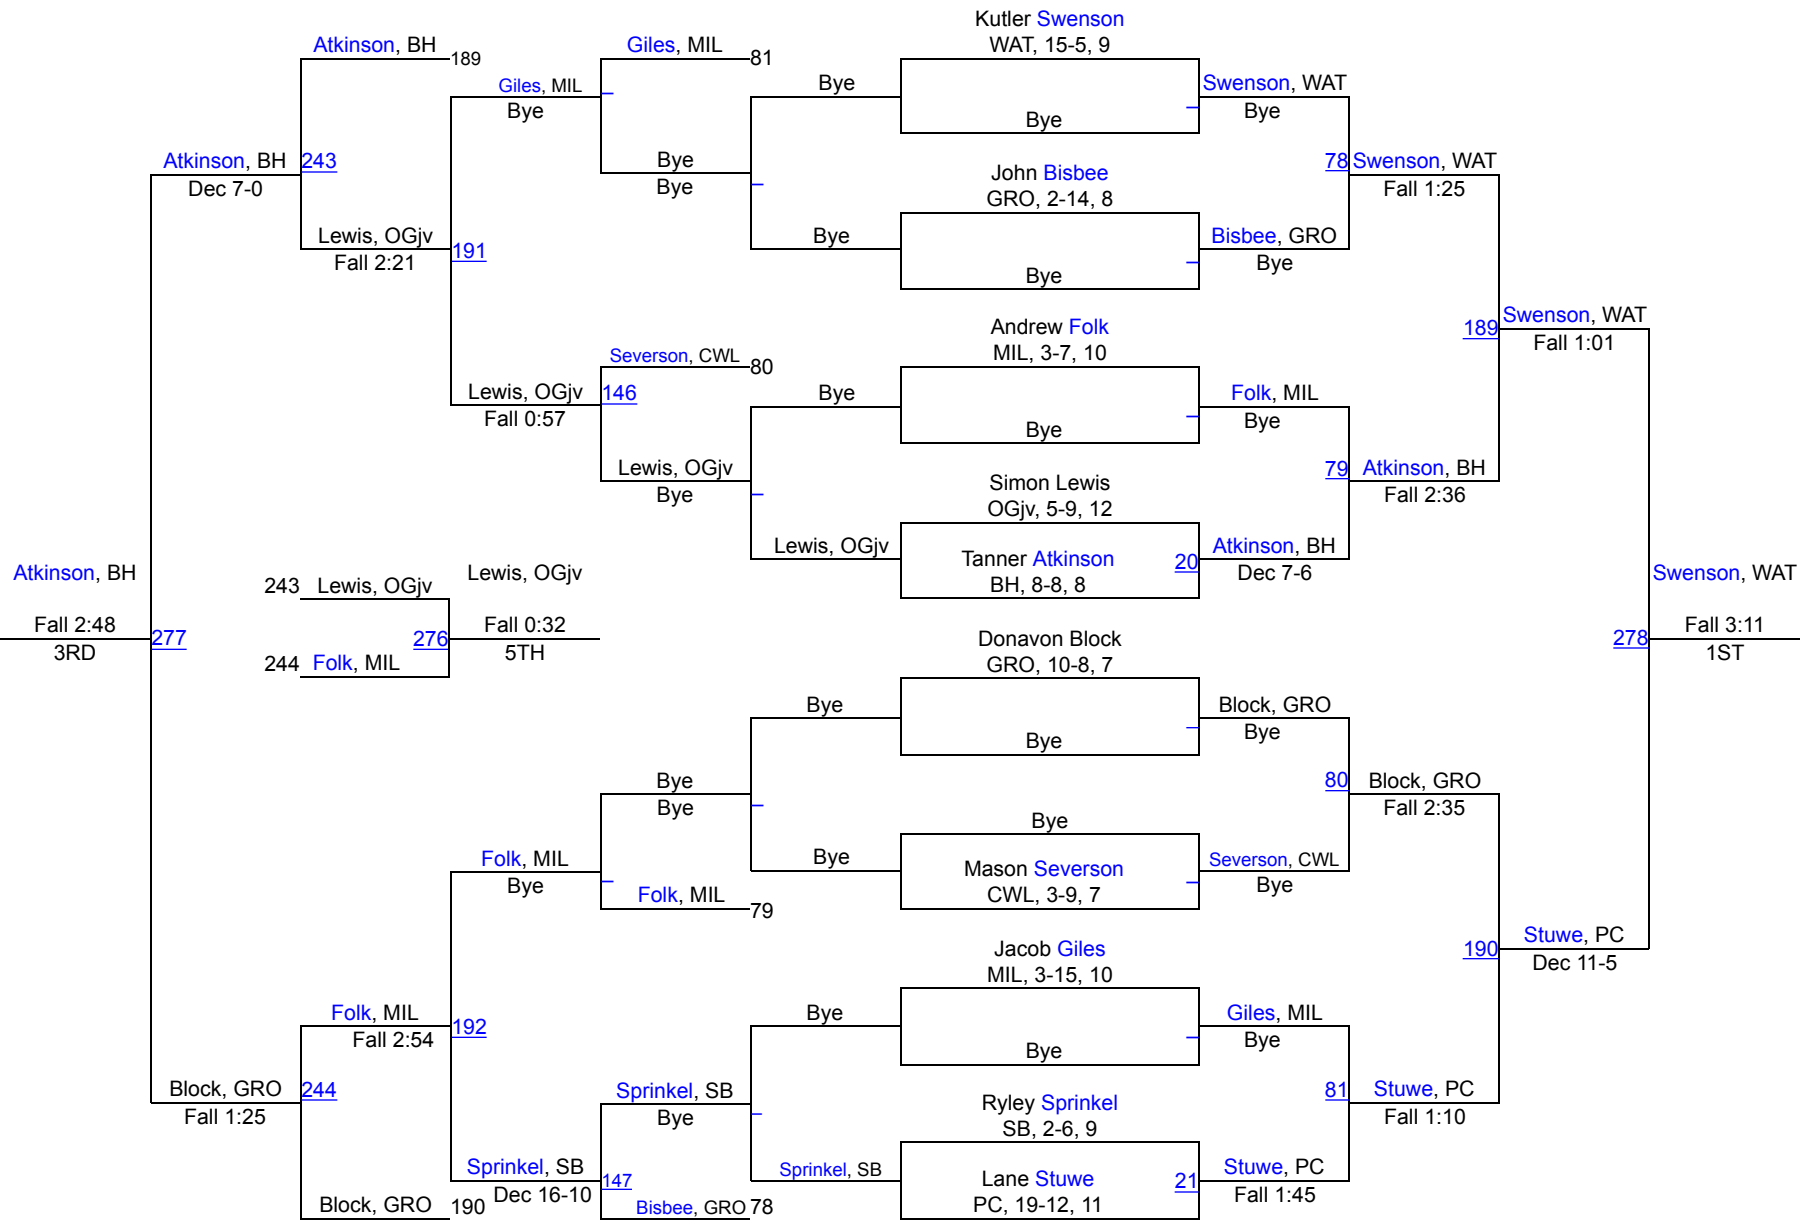 Kutler Swenson
WAT, 15-5, 9
Atkinson, BH
189
Giles, MIL
81
Giles, MIL
Bye
Bye
Bye
Swenson, WAT
Bye
Atkinson, BH
243
Dec 7-0
Bye
Bye
John Bisbee
GRO, 2-14, 8
78
Swenson, WAT
Fall 1:25
Lewis, OGjv
Fall 2:21
191
Bye
Bye
Bisbee, GRO
Bye
Andrew Folk
MIL, 3-7, 10
189
Swenson, WAT
Fall 1:01
Severson, CWL
80
Lewis, OGjv
Fall 0:57
146
Bye
Bye
Folk, MIL
Bye
Lewis, OGjv
Bye
Simon Lewis
OGjv, 5-9, 12
79
Atkinson, BH
Fall 2:36
Lewis, OGjv
Tanner Atkinson
BH, 8-8, 8
20
Atkinson, BH
Dec 7-6
Atkinson, BH
Fall 2:48
3RD
277
243
Lewis, OGjv
244
Folk, MIL
276
Lewis, OGjv
Fall 0:32
5TH
Swenson, WAT
278
Fall 3:11
1ST
Donavon Block
GRO, 10-8, 7
Bye
Bye
Block, GRO
Bye
Bye
Bye
80
Block, GRO
Fall 2:35
Bye
Folk, MIL
Bye
Bye
Mason Severson
CWL, 3-9, 7
Severson, CWL
Bye
Folk, MIL
79
Jacob Giles
MIL, 3-15, 10
190
Stuwe, PC
Dec 11-5
Folk, MIL
Fall 2:54
192
Bye
Bye
Giles, MIL
Bye
Block, GRO
Fall 1:25
244
Sprinkel, SB
Bye
Ryley Sprinkel
SB, 2-6, 9
81
Stuwe, PC
Fall 1:10
Sprinkel, SB
Dec 16-10
147
Sprinkel, SB
Lane Stuwe
PC, 19-12, 11
21
Stuwe, PC
Fall 1:45
Block, GRO
190
Bisbee, GRO
78